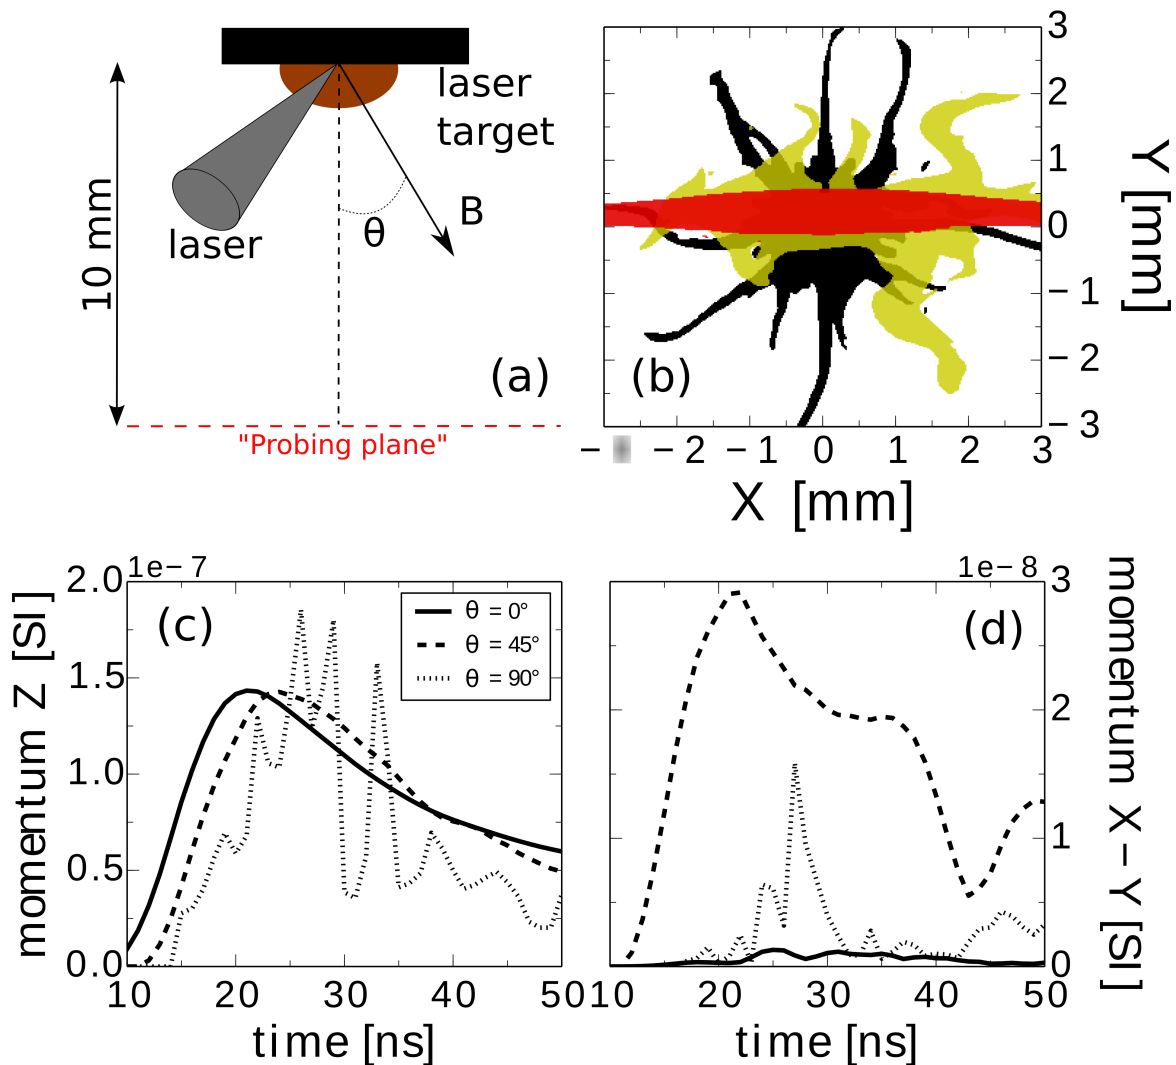 laser
target
10 mm
laser
θ
B
(a)
"Probing plane"
(b)
3
2
1
0
−1
−2
−3
Y [mm]
− −2 −1 0 1 2 3
X [mm]
1e−7
2.0
1.5
1.0
0.5
0.0
momentum Z [SI]
(c)
θ = 0°
θ = 45°
θ = 90°
10 20 30 40 50
time [ns]
1e−8
3
2
1
0
momentum X − Y [SI]
(d)
10 20 30 40 50
time [ns]